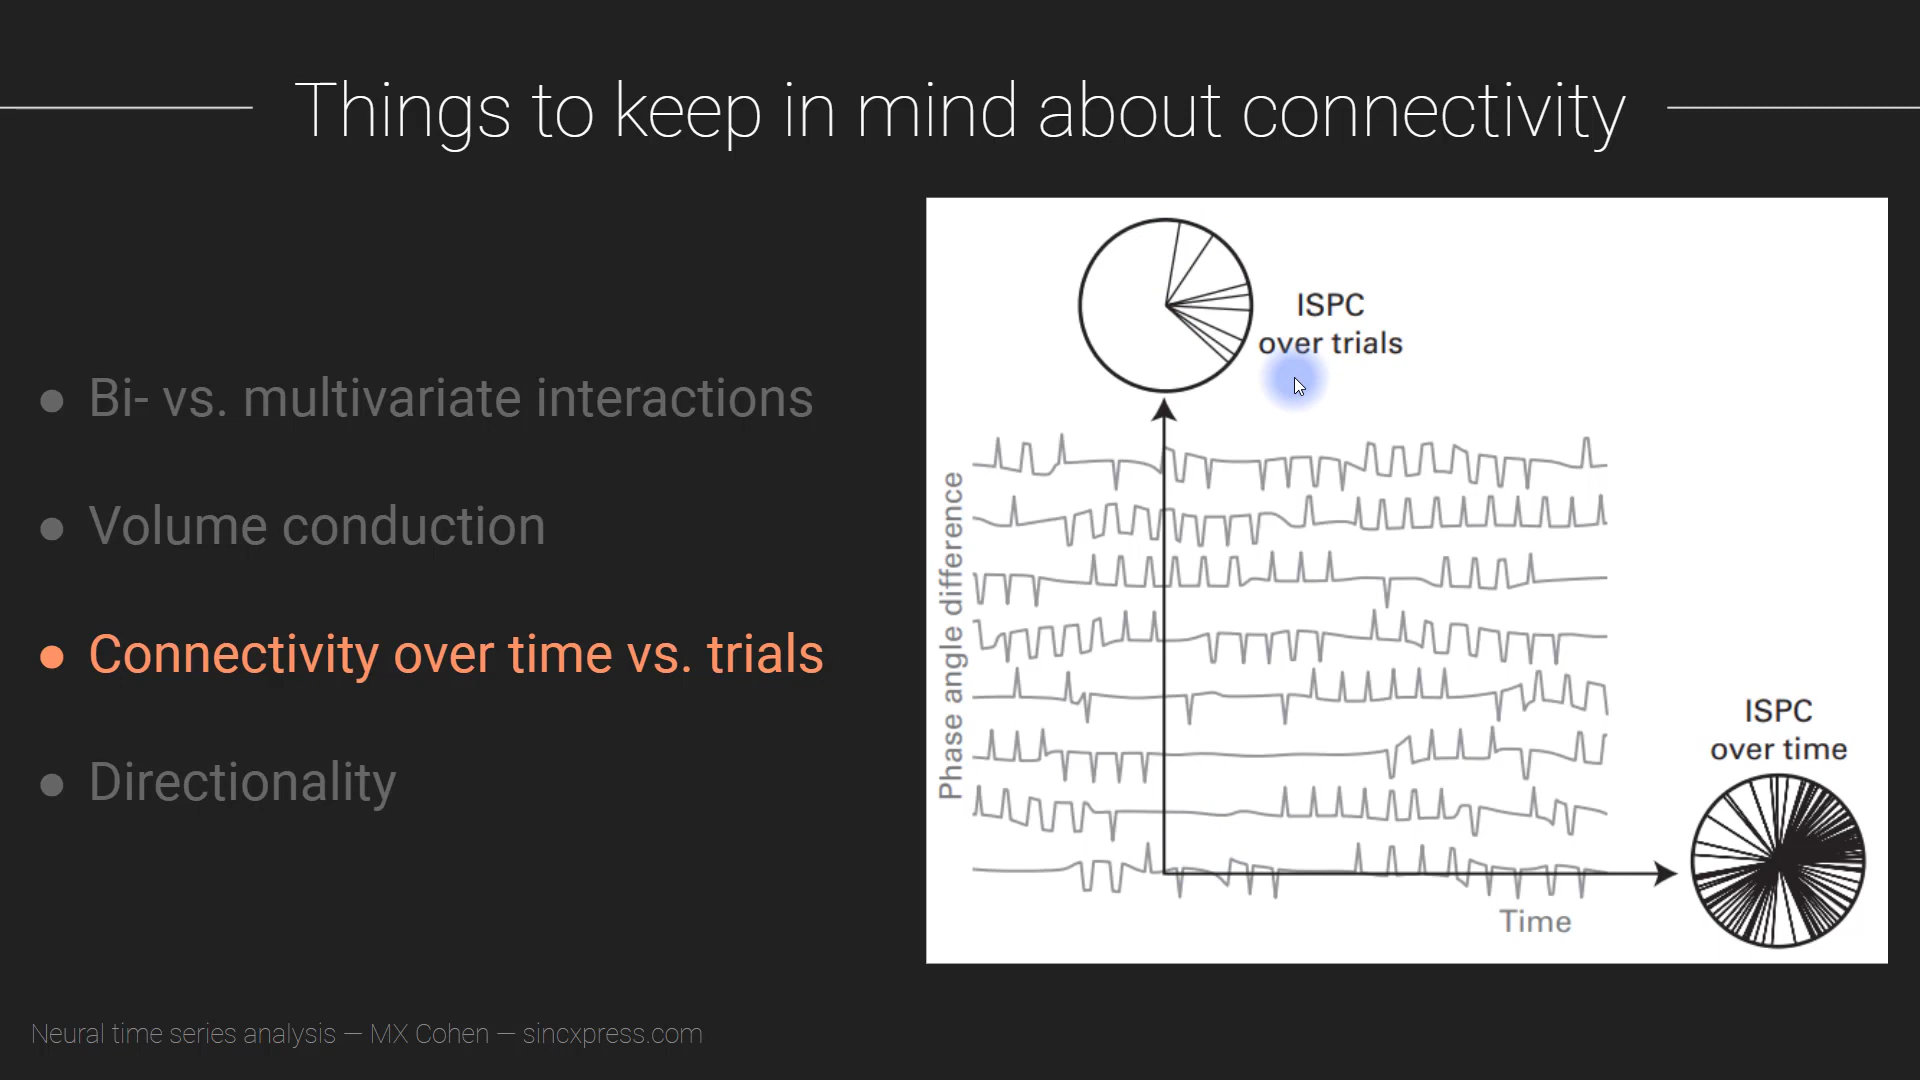 Things to keep in mind about connectivity
● Bi- vs. multivariate interactions
● Volume conduction
● Connectivity over time vs. trials
● Directionality
ISPC
over trials
Phase angle difference
ISPC
over time
Time
Neural time series analysis — MX Cohen — sincxpress.com